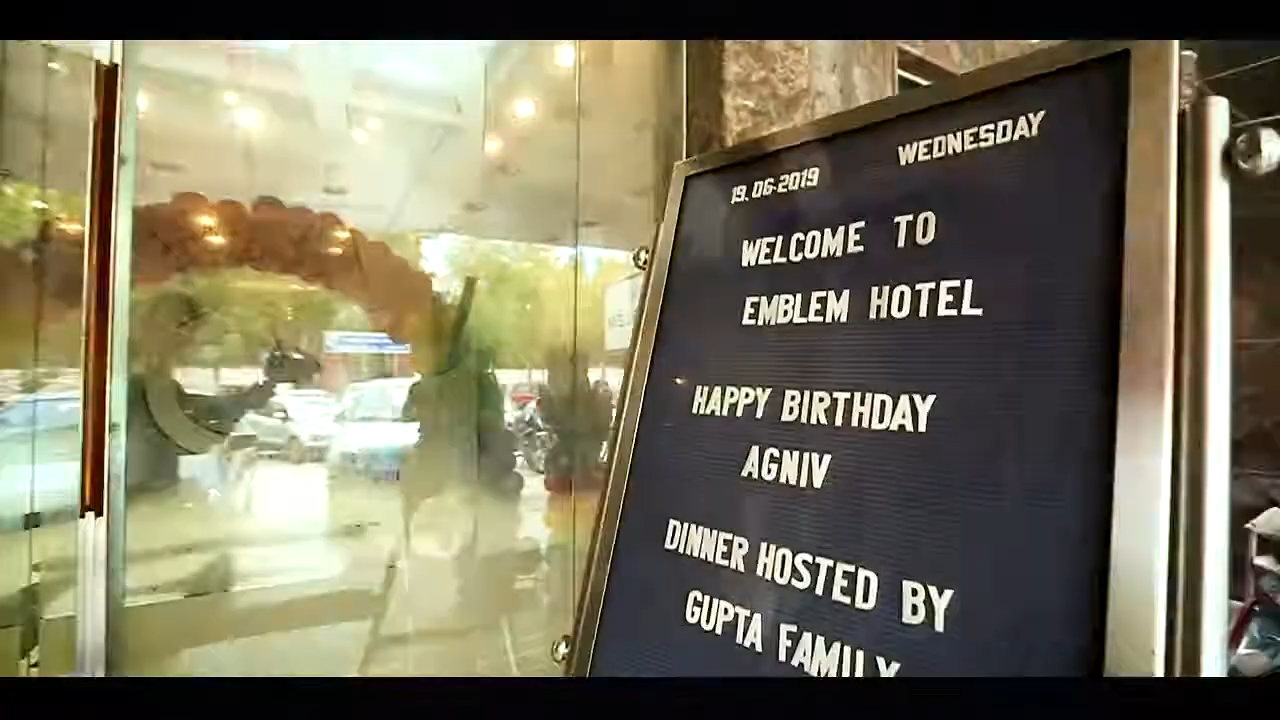 19.06-2019 WEDNESDAY
WELCOME TO
EMBLEM HOTEL
HAPPY BIRTHDAY
AGNIV
DINNER HOSTED BY
GUPTA FAMILY